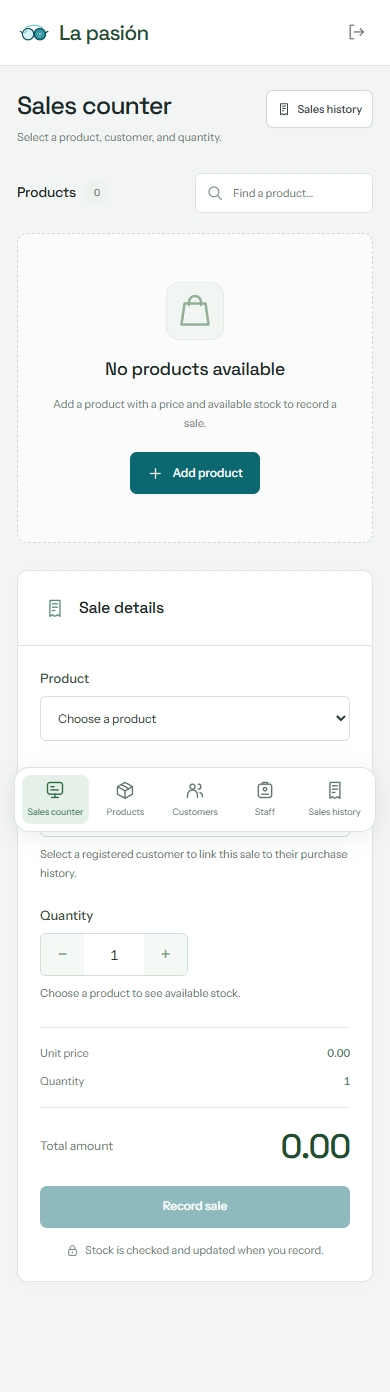 La pasión
Sales counter
Sales history
Select a product, customer, and quantity.
Products 0
Find a product...
No products available
Add a product with a price and available stock to record a
sale.
Add product
Sale details
Product
Choose a product
Sales counter
Products
Customers
Staff
Sales history
Select a registered customer to link this sale to their purchase
history.
Quantity
− 1 +
Choose a product to see available stock.
Unit price 0.00
Quantity 1
Total amount 0.00
Record sale
Stock is checked and updated when you record.